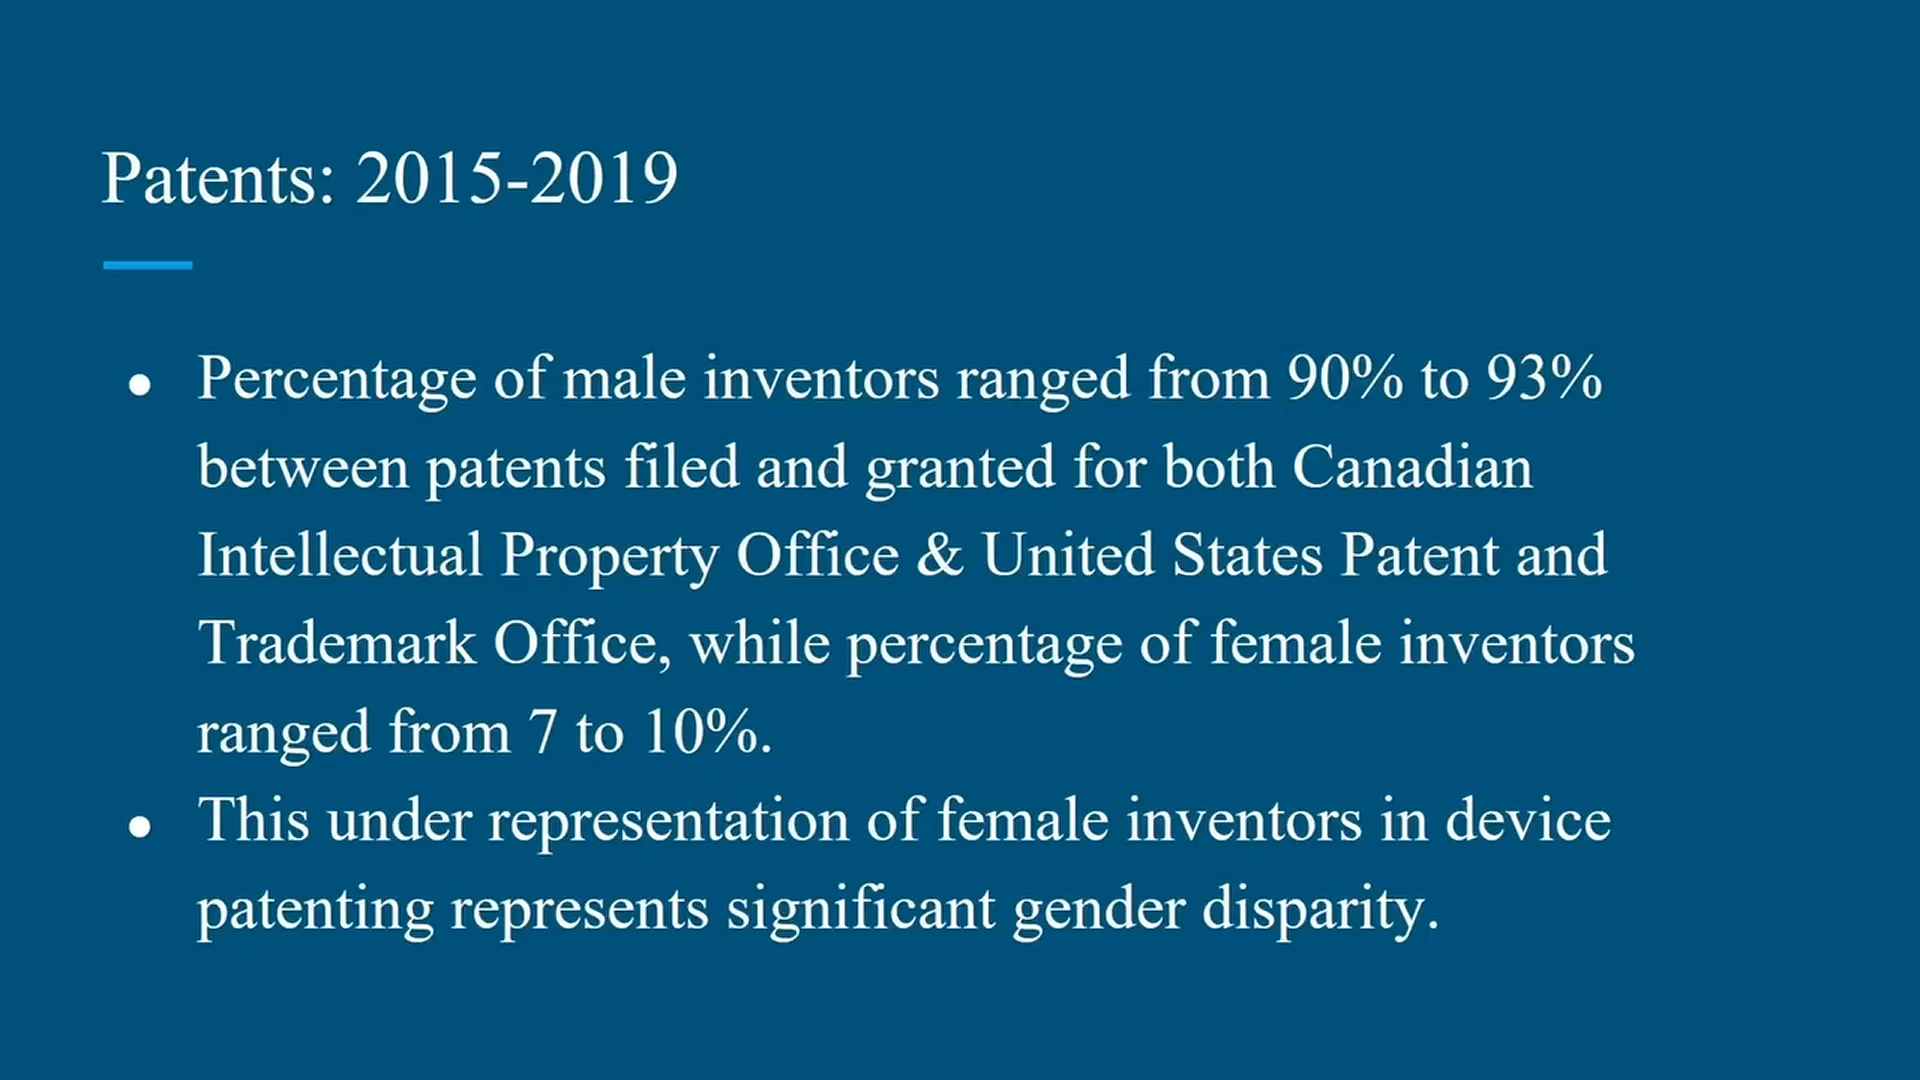 Patents: 2015-2019
● Percentage of male inventors ranged from 90% to 93%
between patents filed and granted for both Canadian
Intellectual Property Office & United States Patent and
Trademark Office, while percentage of female inventors
ranged from 7 to 10%.
● This under representation of female inventors in device
patenting represents significant gender disparity.